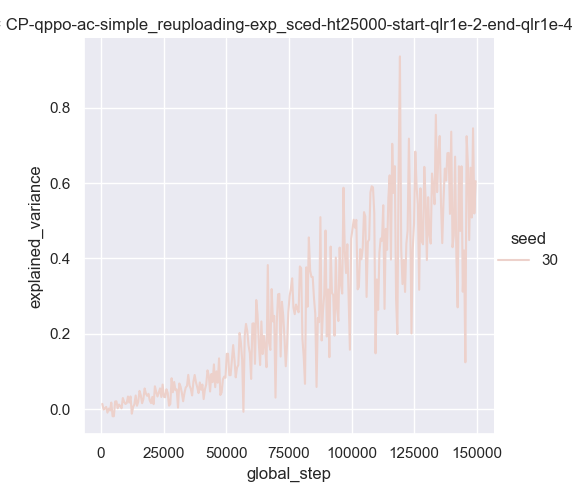 CP-qppo-ac-simple_reuploading-exp_sced-ht25000-start-qlr1e-2-end-qlr1e-4
explained_variance
0.8
0.6
0.4
0.2
0.0
0 25000 50000 75000 100000 125000 150000
global_step
seed
30